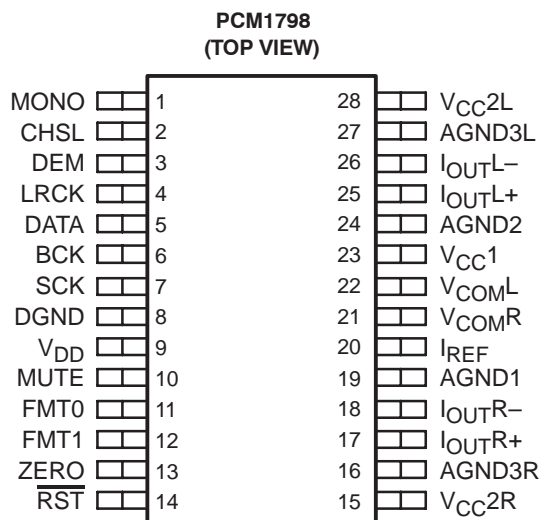 PCM1798
(TOP VIEW)
MONO 1 28 VCC2L
CHSL 2 27 AGND3L
DEM 3 26 IOUTL–
LRCK 4 25 IOUTL+
DATA 5 24 AGND2
BCK 6 23 VCC1
SCK 7 22 VCOML
DGND 8 21 VCOMR
VDD 9 20 IREF
MUTE 10 19 AGND1
FMT0 11 18 IOUTR–
FMT1 12 17 IOUTR+
ZERO 13 16 AGND3R
R̅S̅T̅ 14 15 VCC2R